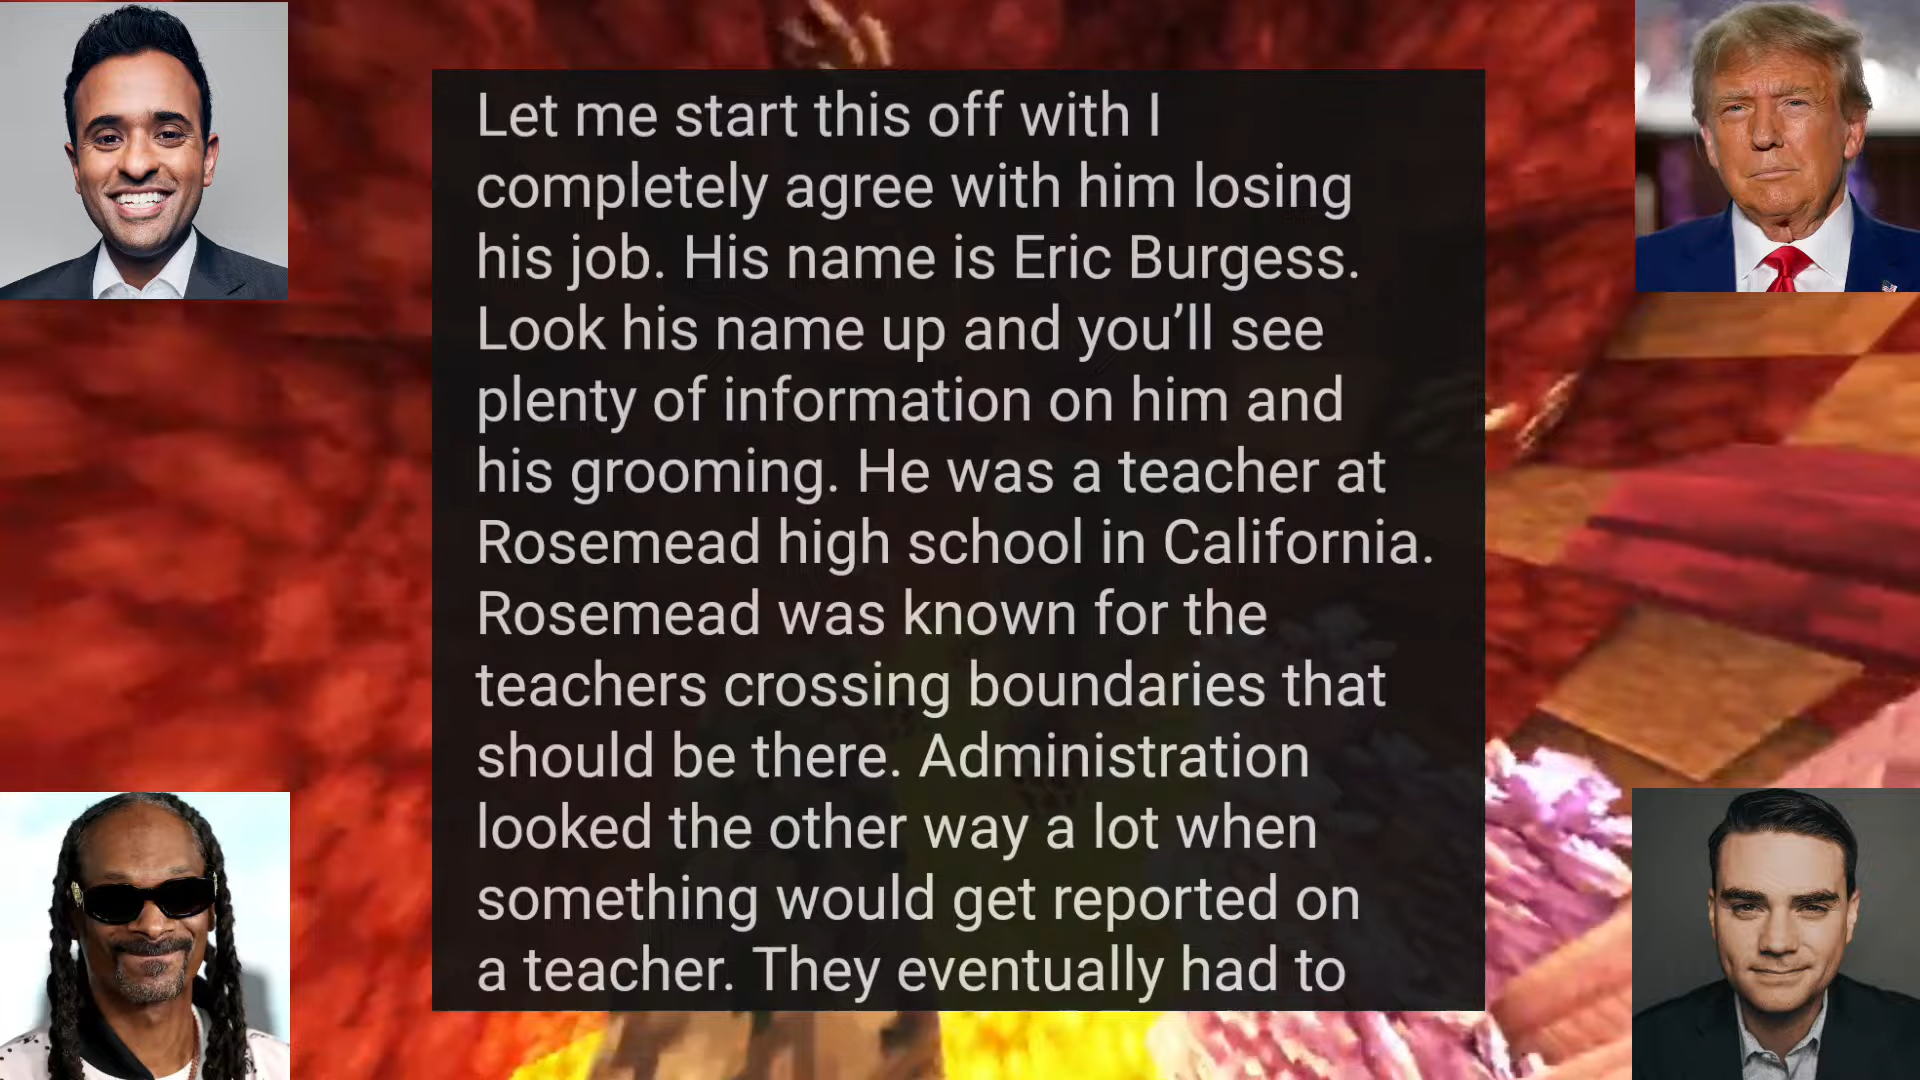 Let me start this off with I
completely agree with him losing
his job. His name is Eric Burgess.
Look his name up and you’ll see
plenty of information on him and
his grooming. He was a teacher at
Rosemead high school in California.
Rosemead was known for the
teachers crossing boundaries that
should be there. Administration
looked the other way a lot when
something would get reported on
a teacher. They eventually had to